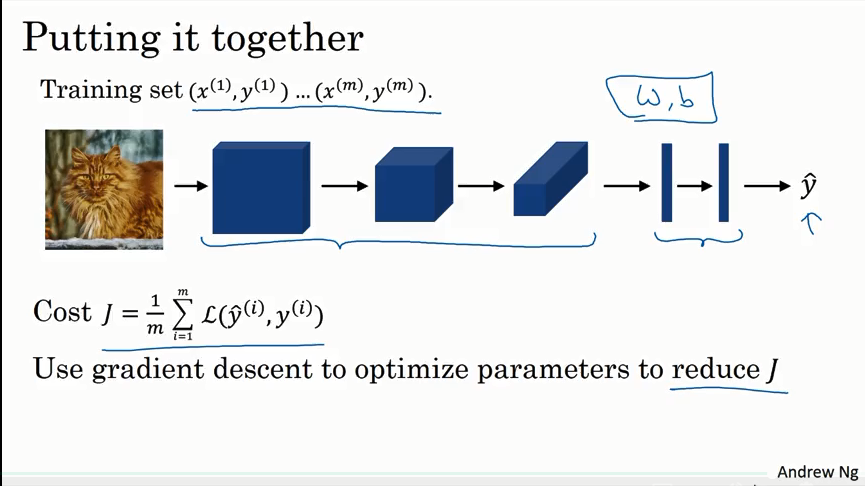 Putting it together
Training set (x⁽¹⁾, y⁽¹⁾) ... (x⁽ᵐ⁾, y⁽ᵐ⁾).
w, b
ŷ
Cost J = 1/m ∑ᵢ₌₁ᵐ ℒ(ŷ⁽ⁱ⁾, y⁽ⁱ⁾)
Use gradient descent to optimize parameters to reduce J
Andrew Ng